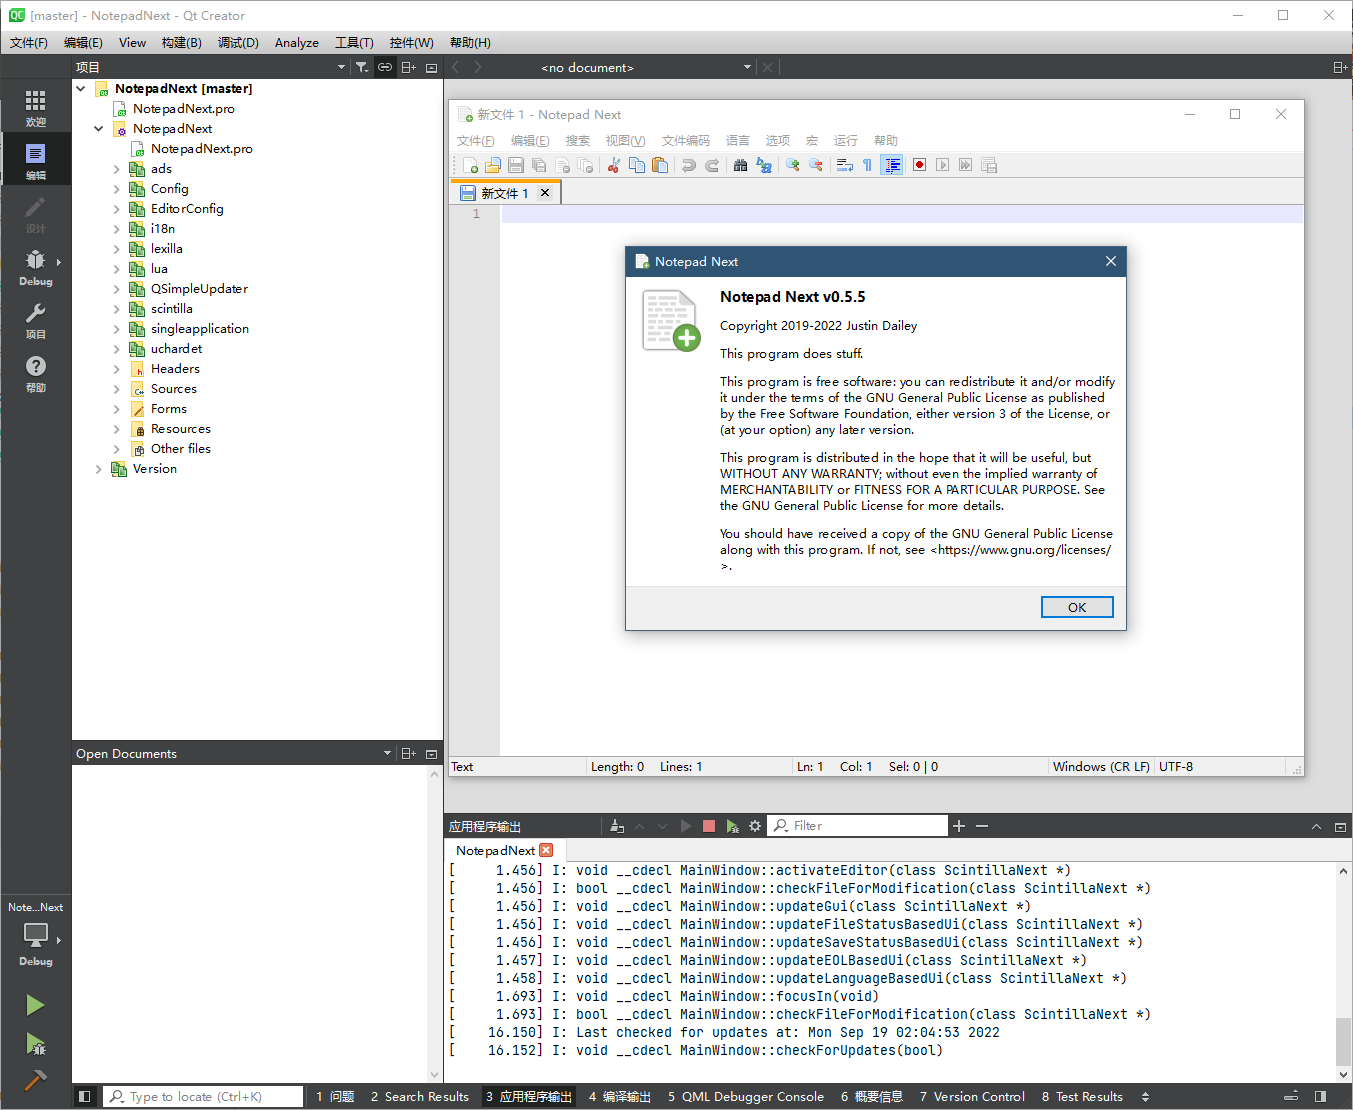 [master] - NotepadNext - Qt Creator
文件(F) 编辑(E) View 构建(B) 调试(D) Analyze 工具(T) 控件(W) 帮助(H)
项目
<no document>
欢迎
编辑
设计
Debug
项目
帮助
NotepadNext [master]
NotepadNext.pro
NotepadNext
NotepadNext.pro
ads
Config
EditorConfig
i18n
lexilla
lua
QSimpleUpdater
scintilla
singleapplication
uchardet
Headers
Sources
Forms
Resources
Other files
Version
新文件 1 - Notepad Next
文件(F) 编辑(E) 搜索 视图(V) 文件编码 语言 选项 宏 运行 帮助
新文件 1
1
Notepad Next
Notepad Next v0.5.5
Copyright 2019-2022 Justin Dailey
This program does stuff.
This program is free software: you can redistribute it and/or modify
it under the terms of the GNU General Public License as published
by the Free Software Foundation, either version 3 of the License, or
(at your option) any later version.
This program is distributed in the hope that it will be useful, but
WITHOUT ANY WARRANTY; without even the implied warranty of
MERCHANTABILITY or FITNESS FOR A PARTICULAR PURPOSE. See
the GNU General Public License for more details.
You should have received a copy of the GNU General Public License
along with this program. If not, see <https://www.gnu.org/licenses/
>.
OK
Text Length: 0 Lines: 1 Ln: 1 Col: 1 Sel: 0 | 0 Windows (CR LF) UTF-8
Open Documents
应用程序输出
Filter
NotepadNext
[ 1.456] I: void __cdecl MainWindow::activateEditor(class ScintillaNext *)
[ 1.456] I: bool __cdecl MainWindow::checkFileForModification(class ScintillaNext *)
[ 1.456] I: void __cdecl MainWindow::updateGui(class ScintillaNext *)
[ 1.456] I: void __cdecl MainWindow::updateFileStatusBasedUi(class ScintillaNext *)
[ 1.456] I: void __cdecl MainWindow::updateSaveStatusBasedUi(class ScintillaNext *)
[ 1.457] I: void __cdecl MainWindow::updateEOLBasedUi(class ScintillaNext *)
[ 1.458] I: void __cdecl MainWindow::updateLanguageBasedUi(class ScintillaNext *)
[ 1.693] I: void __cdecl MainWindow::focusIn(void)
[ 1.693] I: bool __cdecl MainWindow::checkFileForModification(class ScintillaNext *)
[ 16.150] I: Last checked for updates at: Mon Sep 19 02:04:53 2022
[ 16.152] I: void __cdecl MainWindow::checkForUpdates(bool)
Note...Next
Debug
Type to locate (Ctrl+K)
1 问题 2 Search Results 3 应用程序输出 4 编译输出 5 QML Debugger Console 6 概要信息 7 Version Control 8 Test Results